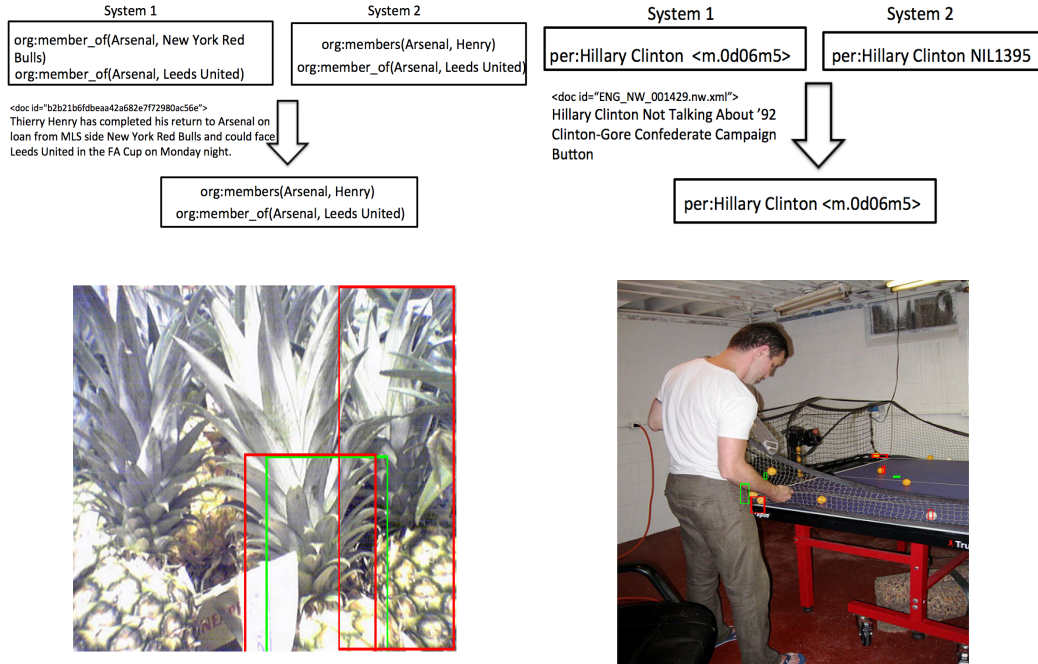 System 1
System 2
org:member_of(Arsenal, New York Red
Bulls)
org:member_of(Arsenal, Leeds United)
org:members(Arsenal, Henry)
org:member_of(Arsenal, Leeds United)
<doc id="b2b21b6fdbeaa42a682e7f72980ac56e">
Thierry Henry has completed his return to Arsenal on
loan from MLS side New York Red Bulls and could face
Leeds United in the FA Cup on Monday night.
org:members(Arsenal, Henry)
org:member_of(Arsenal, Leeds United)
System 1
System 2
per:Hillary Clinton <m.0d06m5>
per:Hillary Clinton NIL1395
<doc id="ENG_NW_001429.nw.xml">
Hillary Clinton Not Talking About ’92
Clinton-Gore Confederate Campaign
Button
per:Hillary Clinton <m.0d06m5>